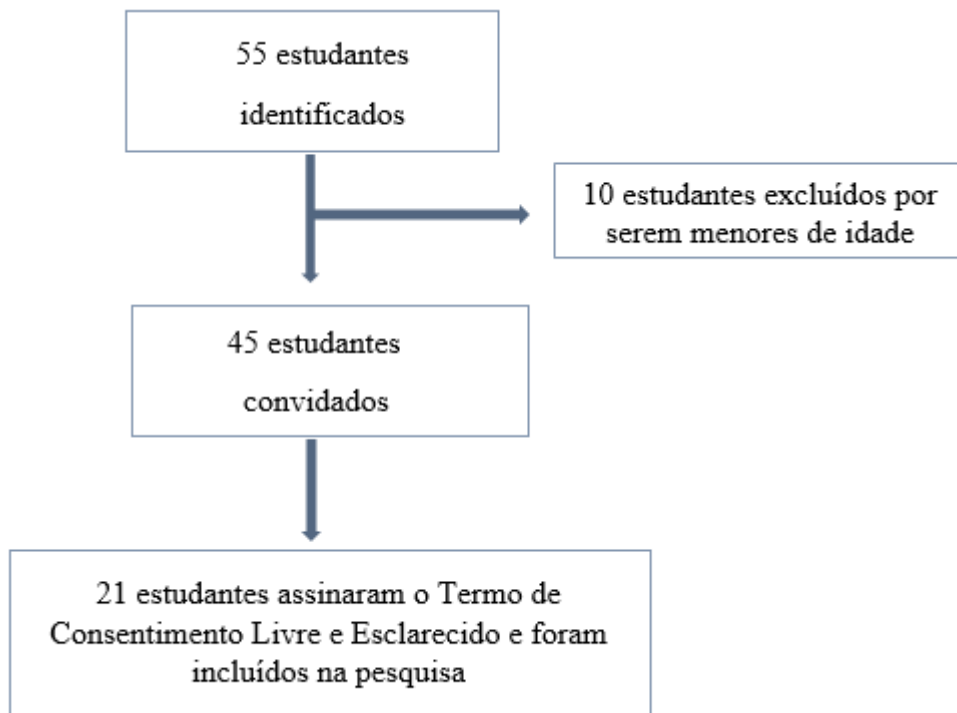 55 estudantes
identificados
10 estudantes excluídos por
serem menores de idade
45 estudantes
convidados
21 estudantes assinaram o Termo de
Consentimento Livre e Esclarecido e foram
incluídos na pesquisa